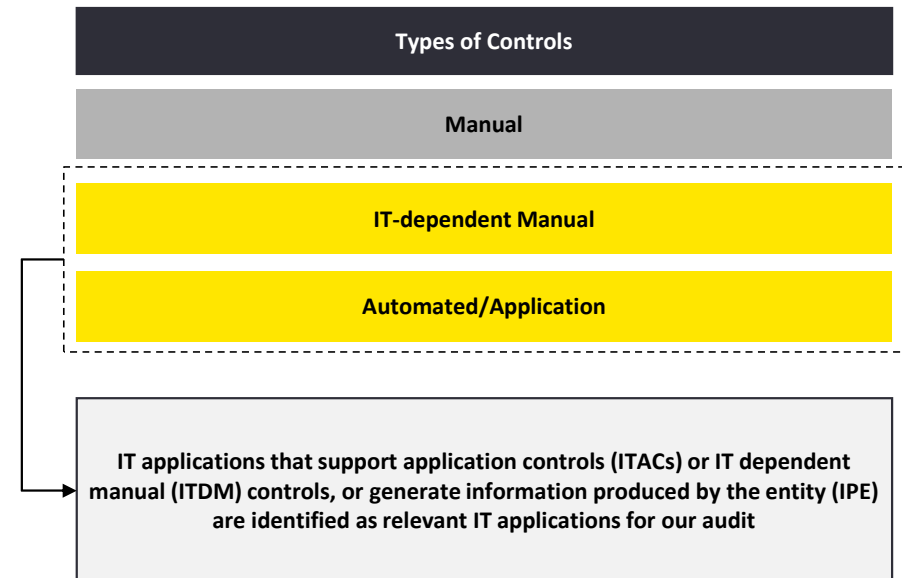 Types of Controls
Manual
IT-dependent Manual
Automated/Application
IT applications that support application controls (ITACs) or IT dependent
manual (ITDM) controls, or generate information produced by the entity (IPE)
are identified as relevant IT applications for our audit